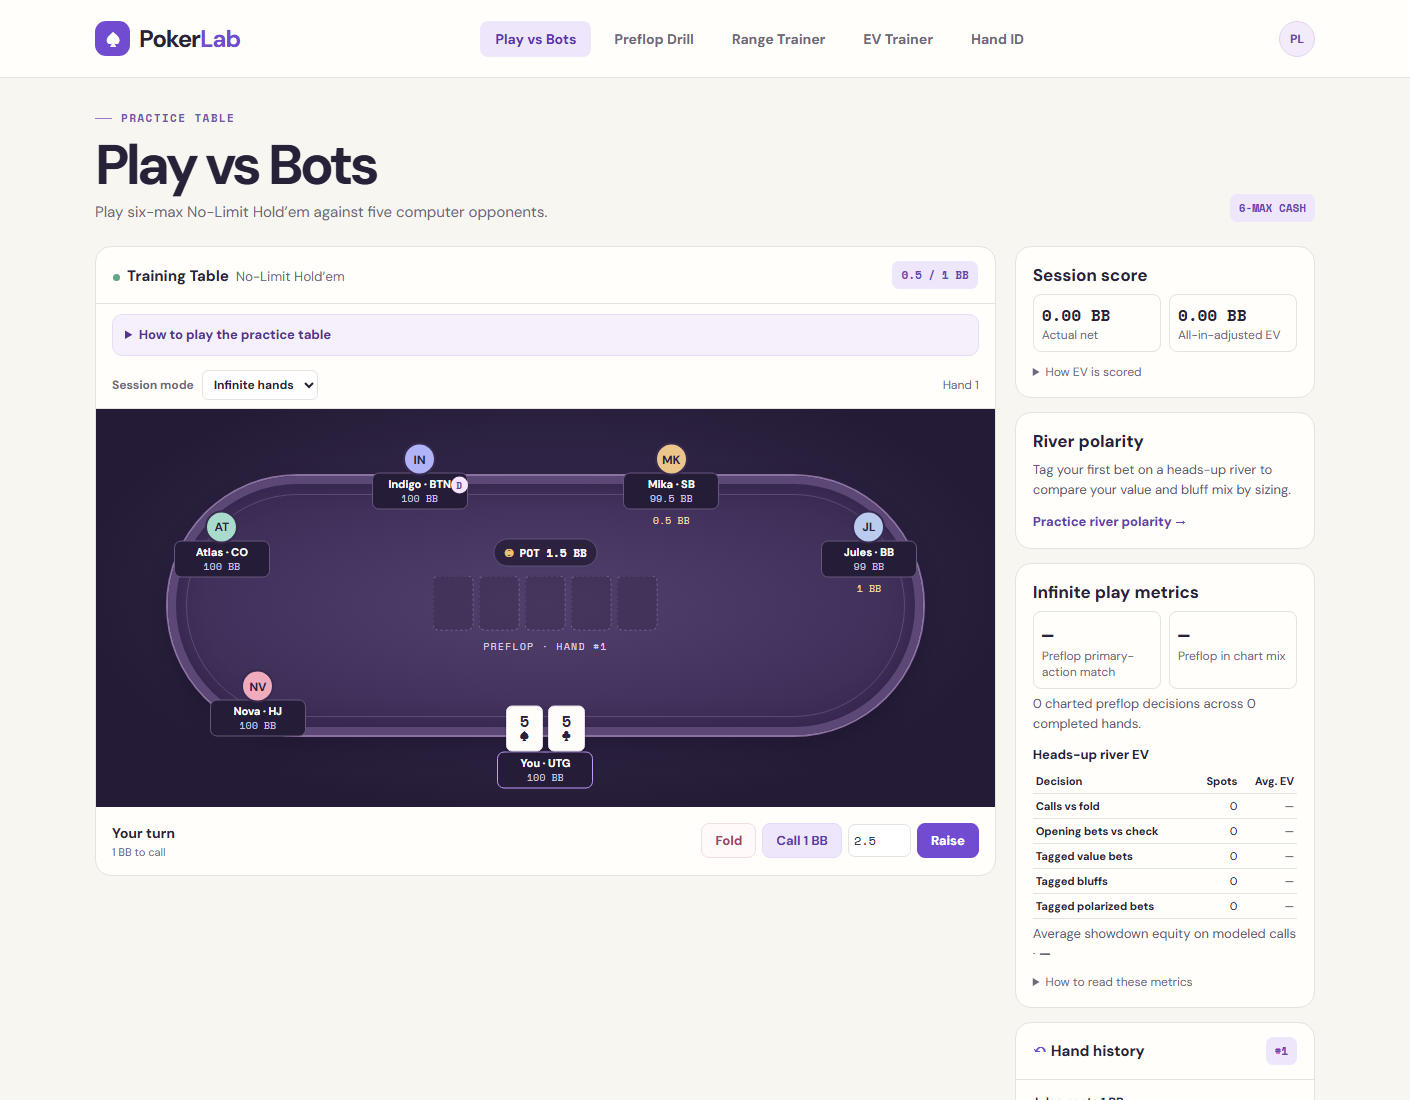 PokerLab
Play vs Bots
Preflop Drill
Range Trainer
EV Trainer
Hand ID
PL
PRACTICE TABLE
Play vs Bots
Play six-max No-Limit Hold'em against five computer opponents.
6-MAX CASH
Training Table No-Limit Hold'em
0.5 / 1 BB
How to play the practice table
Session mode
Infinite hands
Hand 1
IN
Indigo · BTN
D
100 BB
MK
Mika · SB
99.5 BB
0.5 BB
AT
Atlas · CO
100 BB
JL
Jules · BB
99 BB
1 BB
POT 1.5 BB
PREFLOP · HAND #1
NV
Nova · HJ
100 BB
5♠
5♣
You · UTG
100 BB
Your turn
1 BB to call
Fold
Call 1 BB
2.5
Raise
Session score
0.00 BB
Actual net
0.00 BB
All-in-adjusted EV
How EV is scored
River polarity
Tag your first bet on a heads-up river to
compare your value and bluff mix by sizing.
Practice river polarity →
Infinite play metrics
—
Preflop primary-
action match
—
Preflop in chart mix
0 charted preflop decisions across 0
completed hands.
Heads-up river EV
Decision Spots Avg. EV
Calls vs fold 0 —
Opening bets vs check 0 —
Tagged value bets 0 —
Tagged bluffs 0 —
Tagged polarized bets 0 —
Average showdown equity on modeled calls
· —
How to read these metrics
Hand history
#1